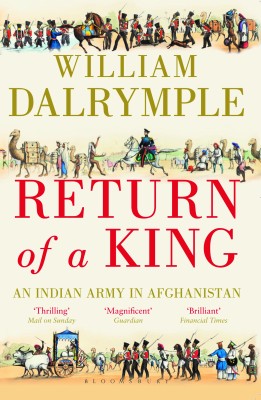 WILLIAM
DALRYMPLE
RETURN
of a KING
AN INDIAN ARMY IN AFGHANISTAN
‘Thrilling’ ‘Magnificent’ ‘Brilliant’
Mail on Sunday Guardian Financial Times
BLOOMSBURY